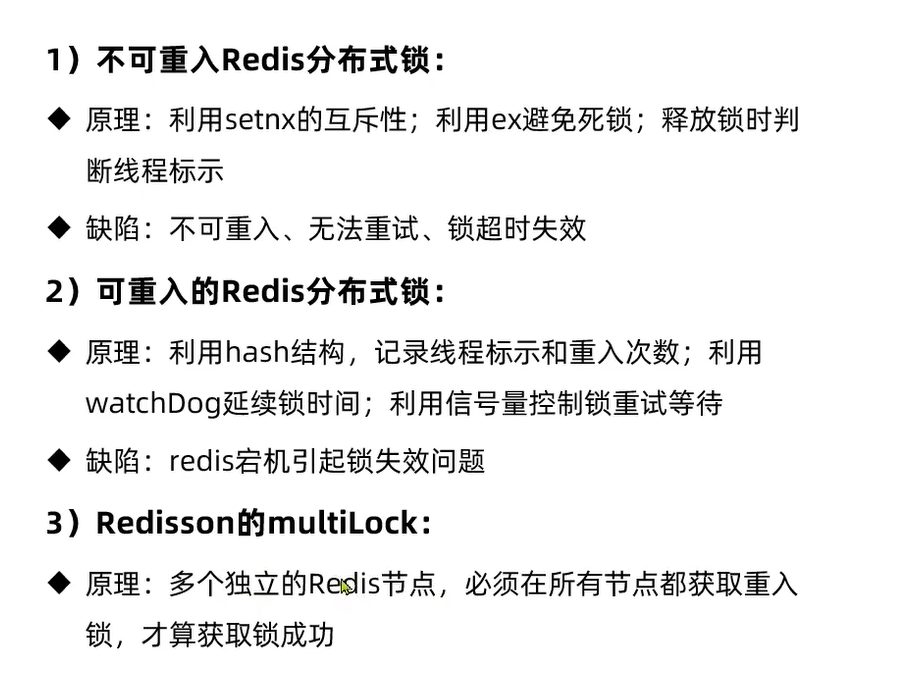 1）不可重入Redis分布式锁：
◆ 原理：利用setnx的互斥性；利用ex避免死锁；释放锁时判
断线程标示
◆ 缺陷：不可重入、无法重试、锁超时失效
2）可重入的Redis分布式锁：
◆ 原理：利用hash结构，记录线程标示和重入次数；利用
watchDog延续锁时间；利用信号量控制锁重试等待
◆ 缺陷：redis宕机引起锁失效问题
3）Redisson的multiLock：
◆ 原理：多个独立的Redis节点，必须在所有节点都获取重入
锁，才算获取锁成功